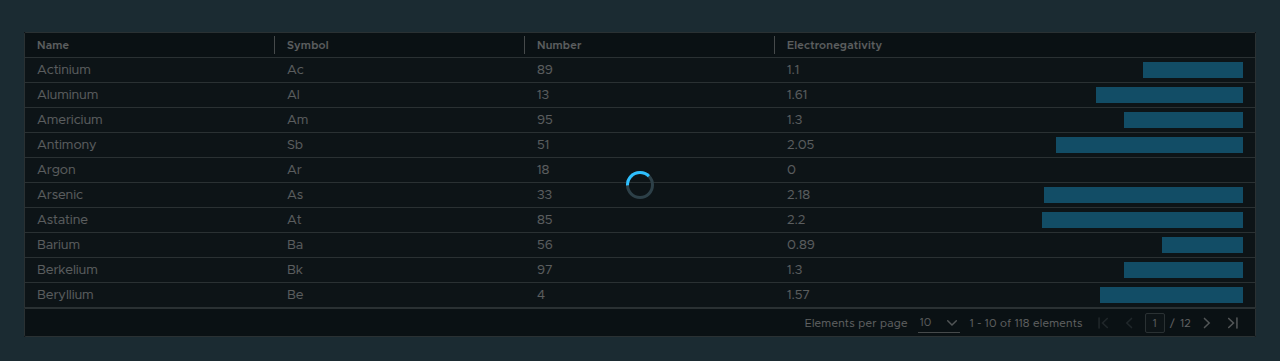 Name Symbol Number Electronegativity
Actinium Ac 89 1.1
Aluminum Al 13 1.61
Americium Am 95 1.3
Antimony Sb 51 2.05
Argon Ar 18 0
Arsenic As 33 2.18
Astatine At 85 2.2
Barium Ba 56 0.89
Berkelium Bk 97 1.3
Beryllium Be 4 1.57
Elements per page 10 1 - 10 of 118 elements 1 / 12